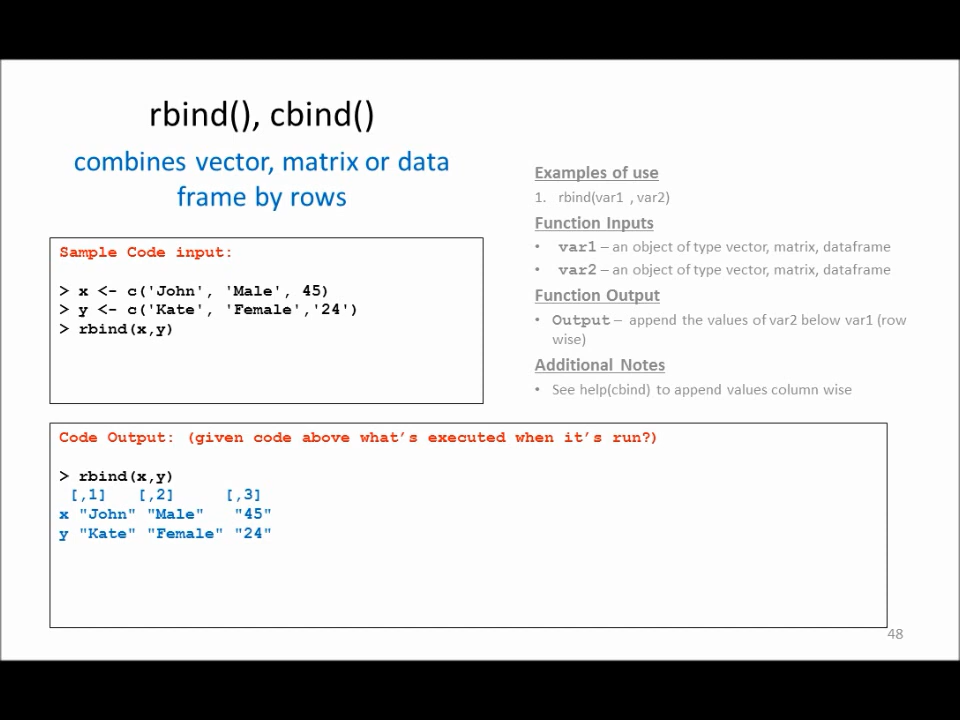 rbind(), cbind()
combines vector, matrix or data
frame by rows
Sample Code input:
> x <- c('John', 'Male', 45)
> y <- c('Kate', 'Female','24')
> rbind(x,y)
Examples of use
1. rbind(var1 , var2)
Function Inputs
• var1 – an object of type vector, matrix, dataframe
• var2 – an object of type vector, matrix, dataframe
Function Output
• Output – append the values of var2 below var1 (row
wise)
Additional Notes
• See help(cbind) to append values column wise
Code Output: (given code above what’s executed when it’s run?)
> rbind(x,y)
[,1] [,2] [,3]
x "John" "Male" "45"
y "Kate" "Female" "24"
48